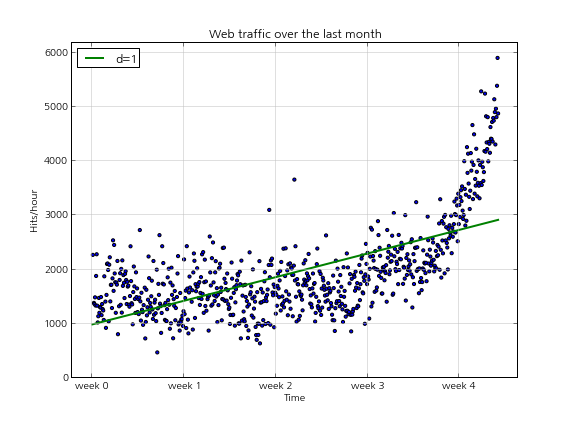 Web traffic over the last month
d=1
6000
5000
4000
3000
2000
1000
0
Hits/hour
week 0 week 1 week 2 week 3 week 4
Time